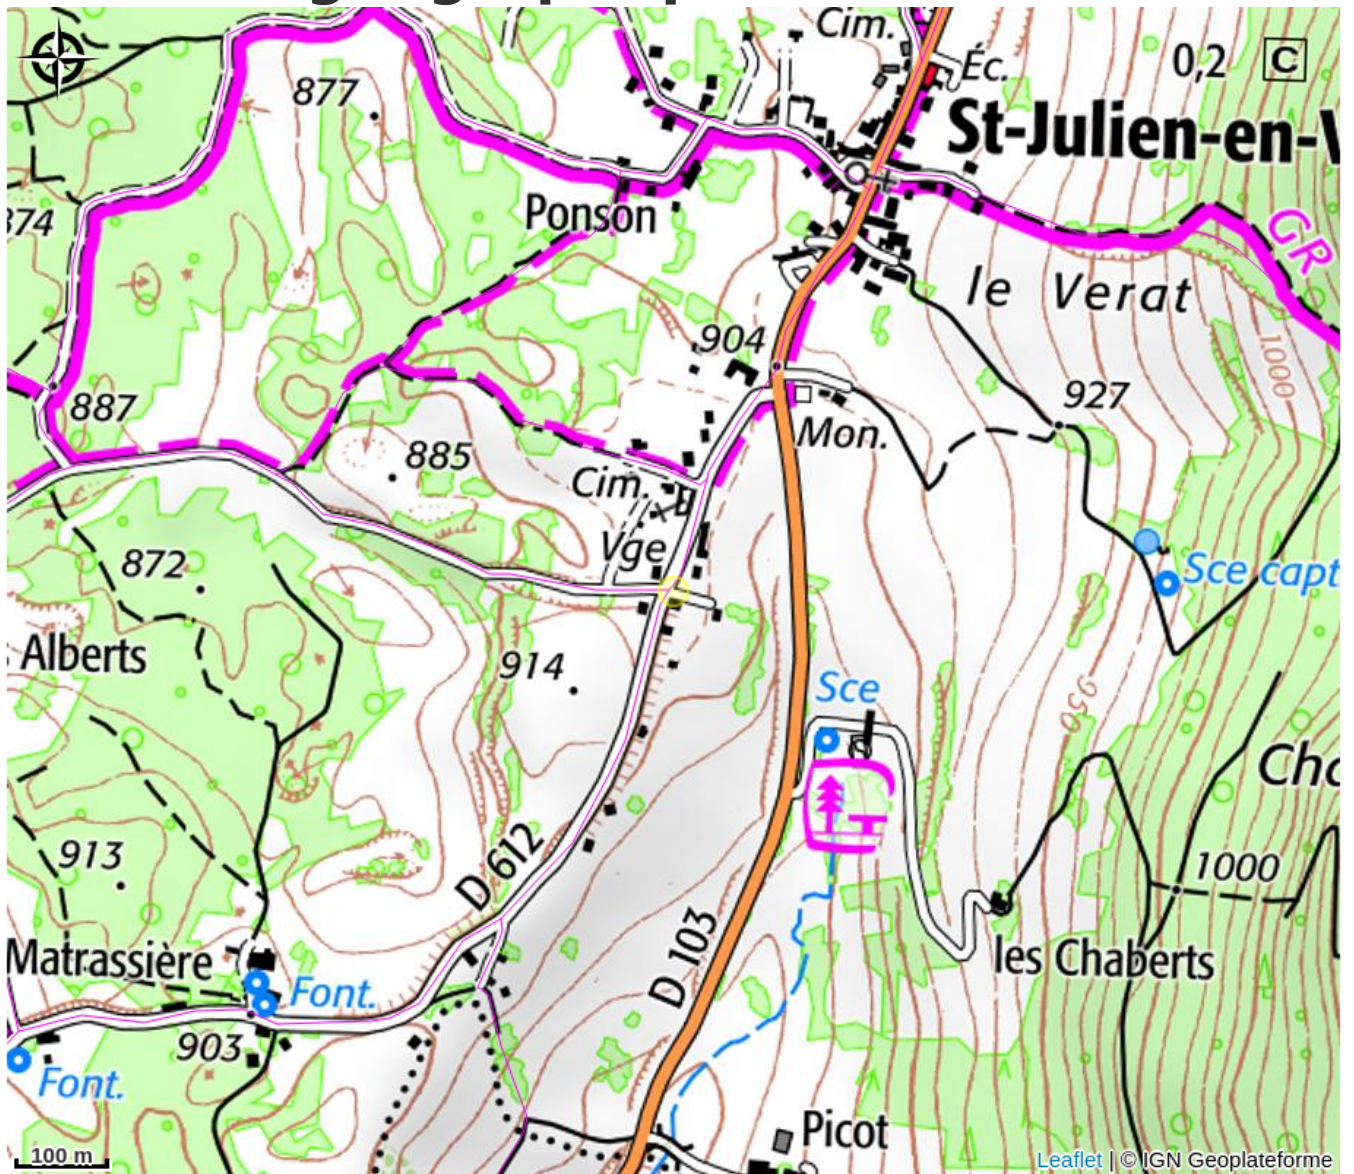 Cim.
Éc.
0,2 C
877
St-Julien-en-V
374
Ponson
GR
le Verat
904
1000
887
927
Mon.
885
Cim.
Vge
872
Sce capt
Alberts
914
Sce
950
Cha
D 612
913
1000
D 103
Matrassière
les Chaberts
Font.
903
Font.
Picot
100 m
Leaflet | © IGN Geoplateforme